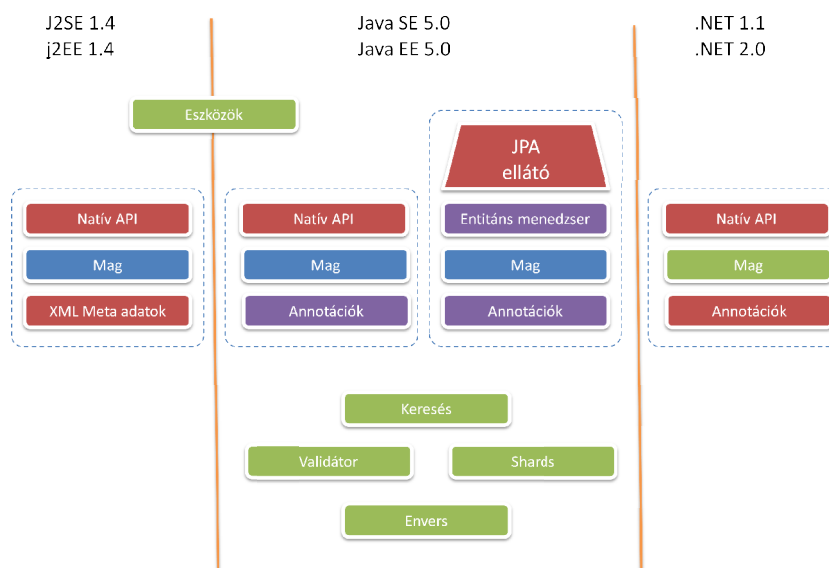 J2SE 1.4
j2EE 1.4
Java SE 5.0
Java EE 5.0
.NET 1.1
.NET 2.0
Eszközök
JPA
ellátó
Natív API
Natív API
Entitáns menedzser
Natív API
Mag
Mag
Mag
Mag
XML Meta adatok
Annotációk
Annotációk
Annotációk
Keresés
Validátor
Shards
Envers